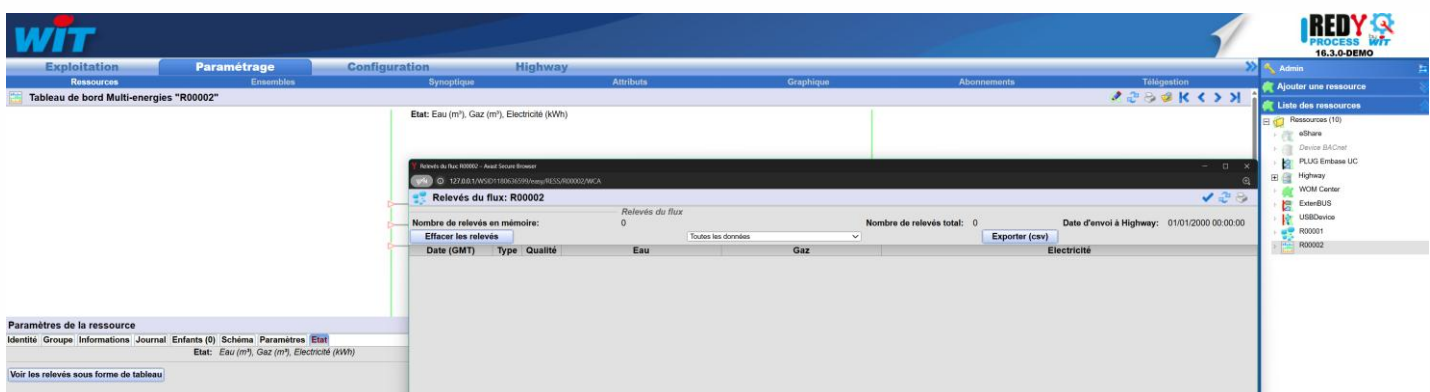 WiT
REDY
PROCESS WiT
16.3.0-DEMO
Exploitation Paramétrage Configuration Highway
Ressources Ensembles Synoptique Attributs Graphique Abonnements Télégestion
Admin
Tableau de bord Multi-energies "R00002"
Ajouter une ressource
Liste des ressources
Etat: Eau (m³), Gaz (m³), Electricité (kWh)
Ressources (10)
eShare
Device BACnet
PLUG Embase UC
Highway
WOM Center
ExtenBUS
USBDevice
R00001
R00002
Relevés du flux: R00002 - Avast Secure Browser
127.0.0.1/WSID1180636599/easy/RESS/R00002/WCA
Relevés du flux: R00002
Relevés du flux
Nombre de relevés en mémoire: 0 Nombre de relevés total: 0 Date d'envoi à Highway: 01/01/2000 00:00:00
Effacer les relevés Toutes les données Exporter (csv)
Date (GMT) Type Qualité Eau Gaz Electricité
Paramètres de la ressource
Identité Groupe Informations Journal Enfants (0) Schéma Paramètres Etat
Etat: Eau (m³), Gaz (m³), Electricité (kWh)
Voir les relevés sous forme de tableau